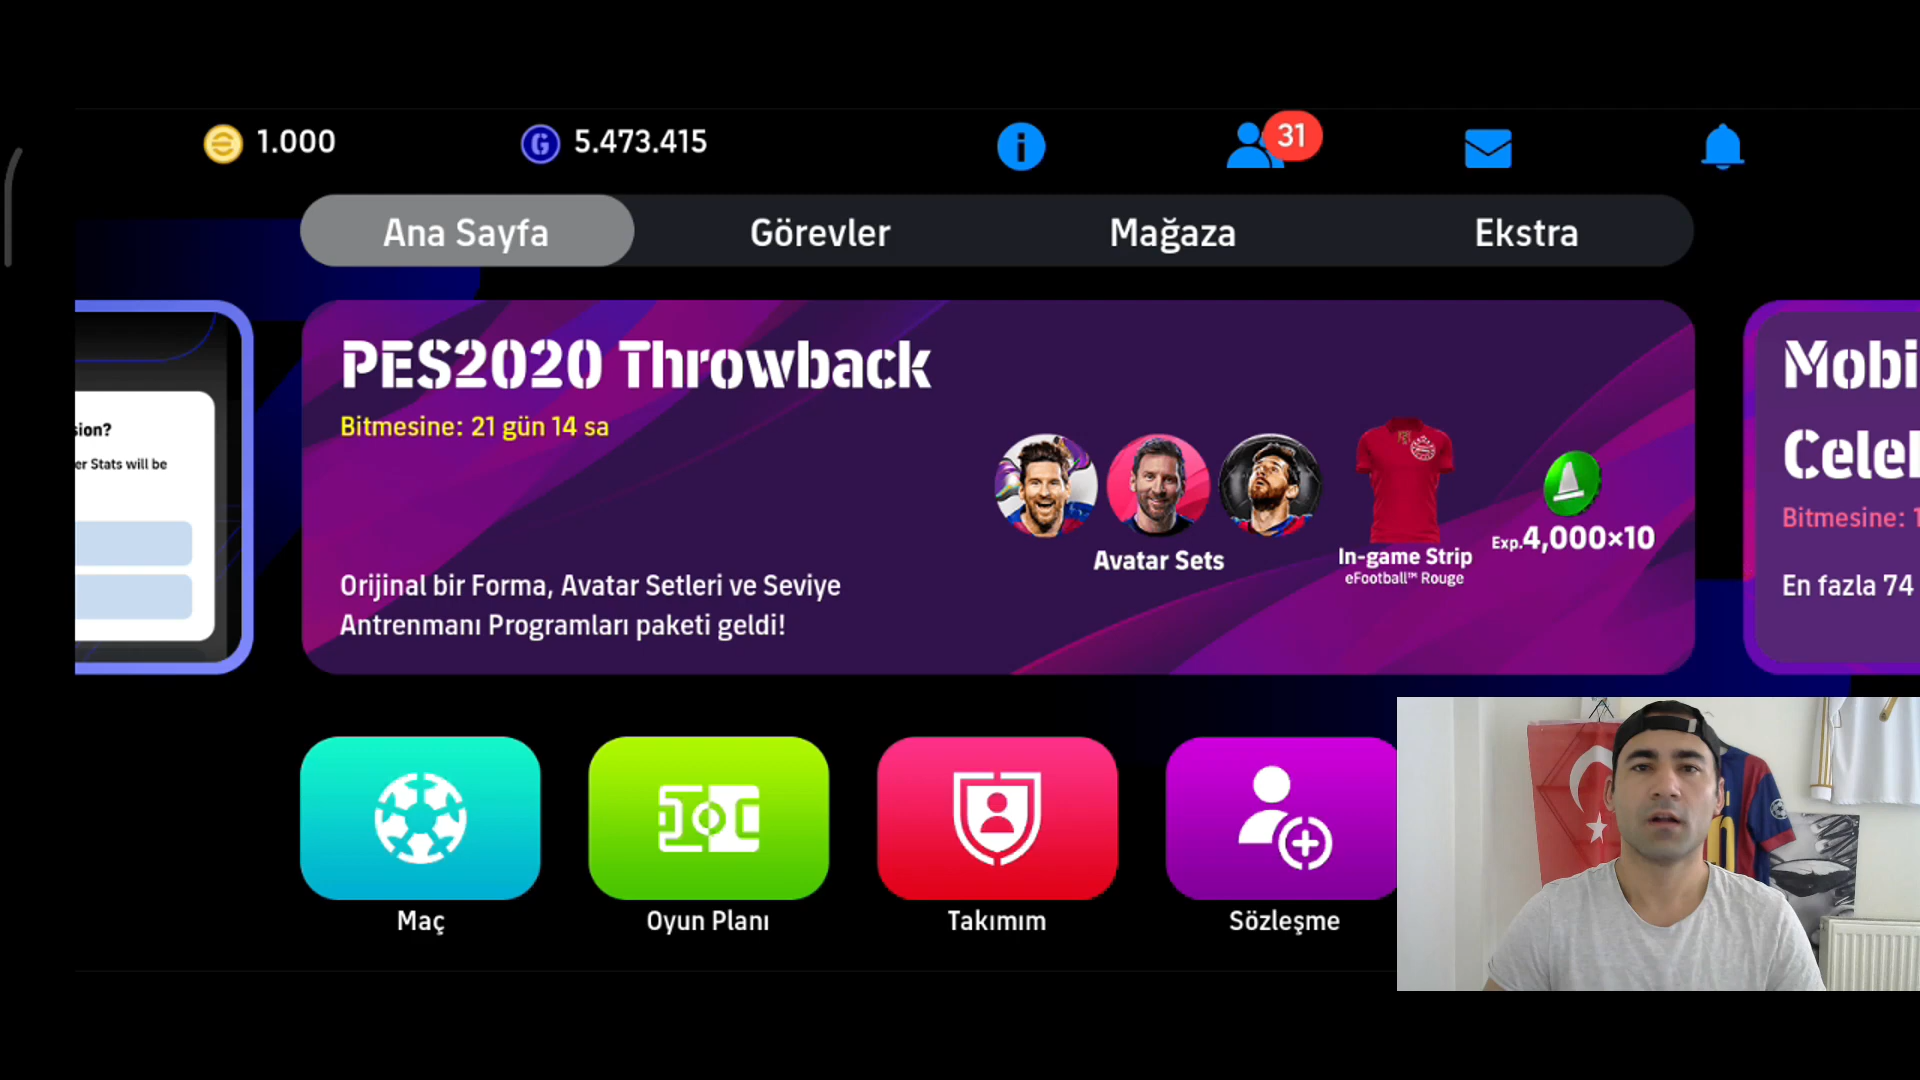 1.000
5.473.415
31
Ana Sayfa
Görevler
Mağaza
Ekstra
sion?
er Stats will be
PES2020 Throwback
Bitmesine: 21 gün 14 sa
Orijinal bir Forma, Avatar Setleri ve Seviye
Antrenmanı Programları paketi geldi!
Avatar Sets
In-game Strip
eFootball™ Rouge
Exp.4,000×10
Mobi
Celeb
Bitmesine: 1
En fazla 74
Maç
Oyun Planı
Takımım
Sözleşme